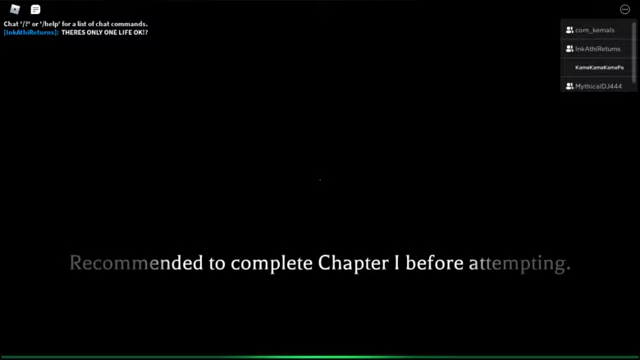 Chat '/?' or '/help' for a list of chat commands.
[InkAthiReturns]: THERES ONLY ONE LIFE OK!?
com_kernals
InkAthiReturns
KameKameKamePa
MythicalDJ444
Recommended to complete Chapter I before attempting.